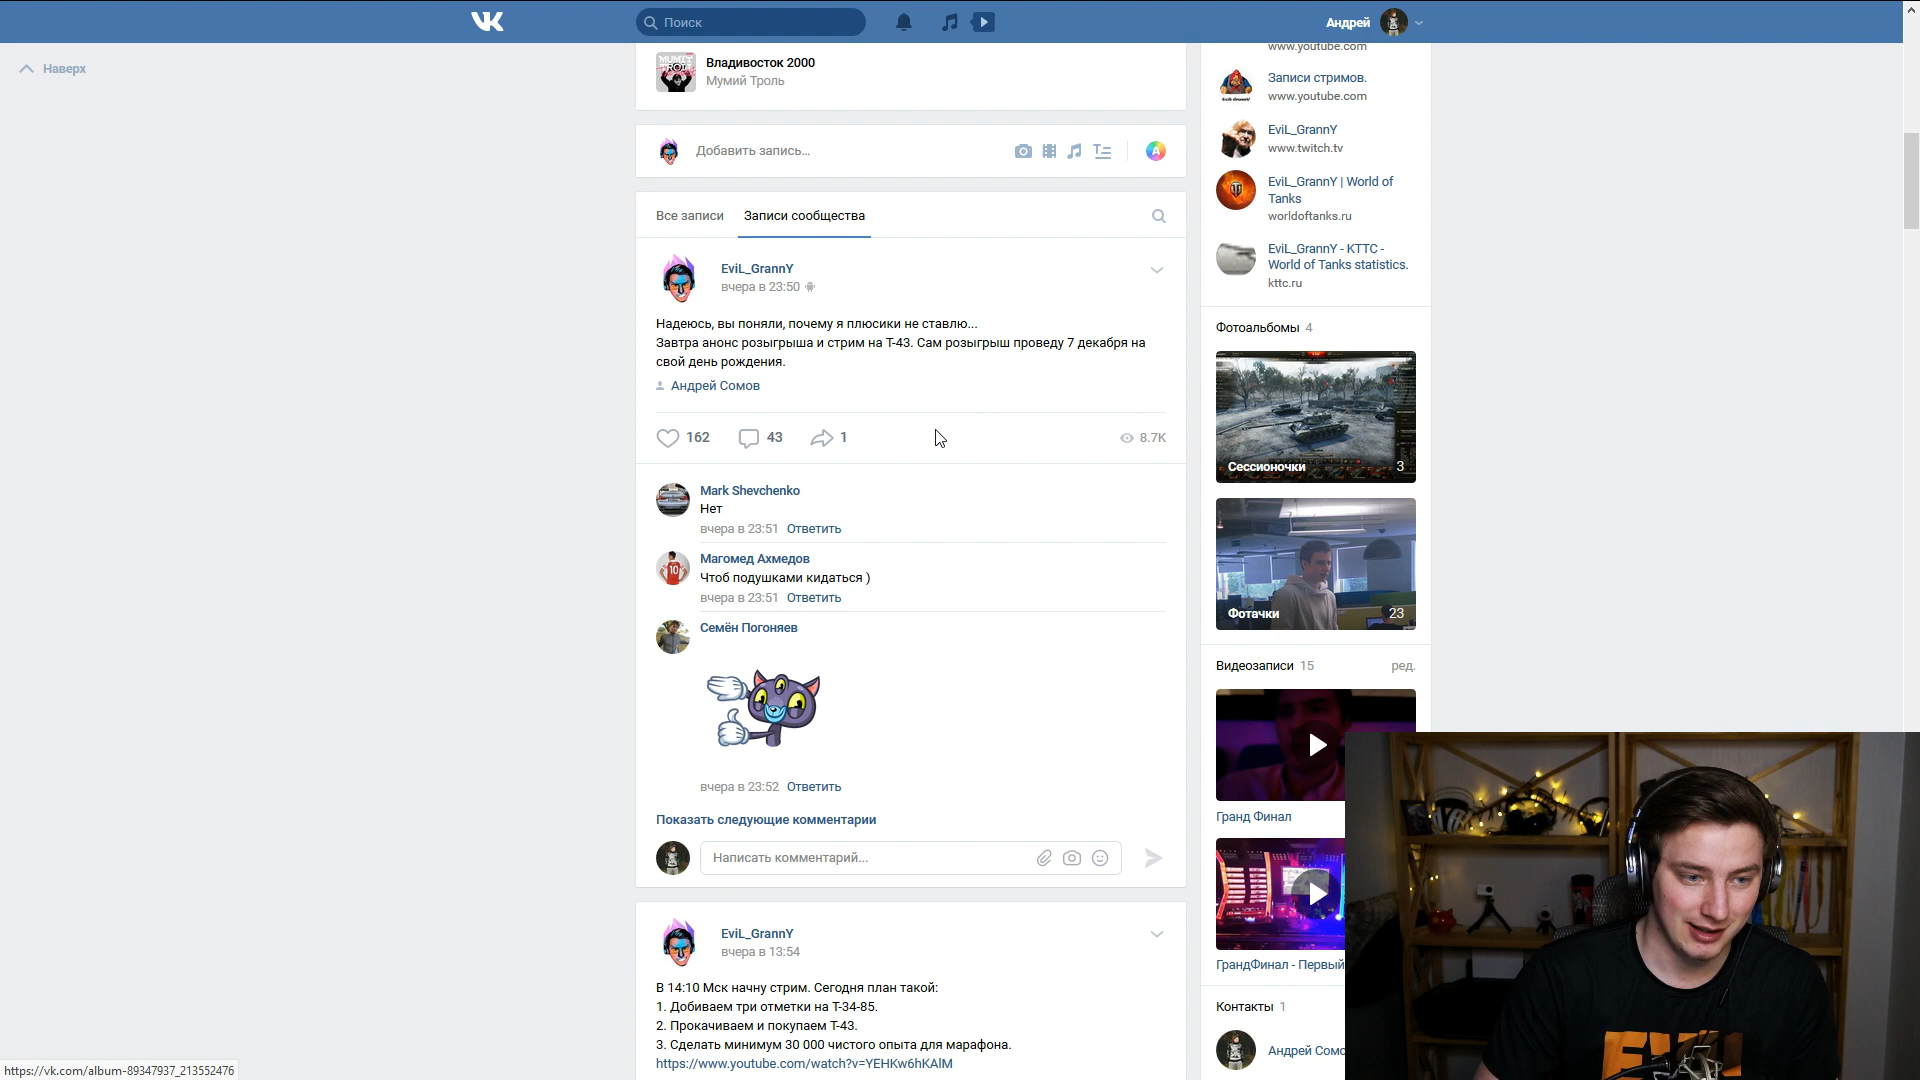 Поиск
Андрей
Наверх
Владивосток 2000
Мумий Тролль
Добавить запись...
Все записи
Записи сообщества
EviL_GrannY
вчера в 23:50
Надеюсь, вы поняли, почему я плюсики не ставлю...
Завтра анонс розыгрыша и стрим на Т-43. Сам розыгрыш проведу 7 декабря на
свой день рождения.
Андрей Сомов
162
43
1
8.7K
Mark Shevchenko
Нет
вчера в 23:51 Ответить
Магомед Ахмедов
Чтоб подушками кидаться )
вчера в 23:51 Ответить
Семён Погоняев
вчера в 23:52 Ответить
Показать следующие комментарии
Написать комментарий...
EviL_GrannY
вчера в 13:54
В 14:10 Мск начну стрим. Сегодня план такой:
1. Добиваем три отметки на Т-34-85.
2. Прокачиваем и покупаем Т-43.
3. Сделать минимум 30 000 чистого опыта для марафона.
https://www.youtube.com/watch?v=YEHKw6hKAlM
www.youtube.com
Записи стримов.
www.youtube.com
EviL_GrannY
www.twitch.tv
EviL_GrannY | World of
Tanks
worldoftanks.ru
EviL_GrannY - KTTC -
World of Tanks statistics.
kttc.ru
Фотоальбомы 4
Сессионочки 3
Фотачки 23
Видеозаписи 15
ред.
Гранд Финал
ГрандФинал - Первый
Контакты 1
Андрей Сомо
https://vk.com/album-89347937_213552476